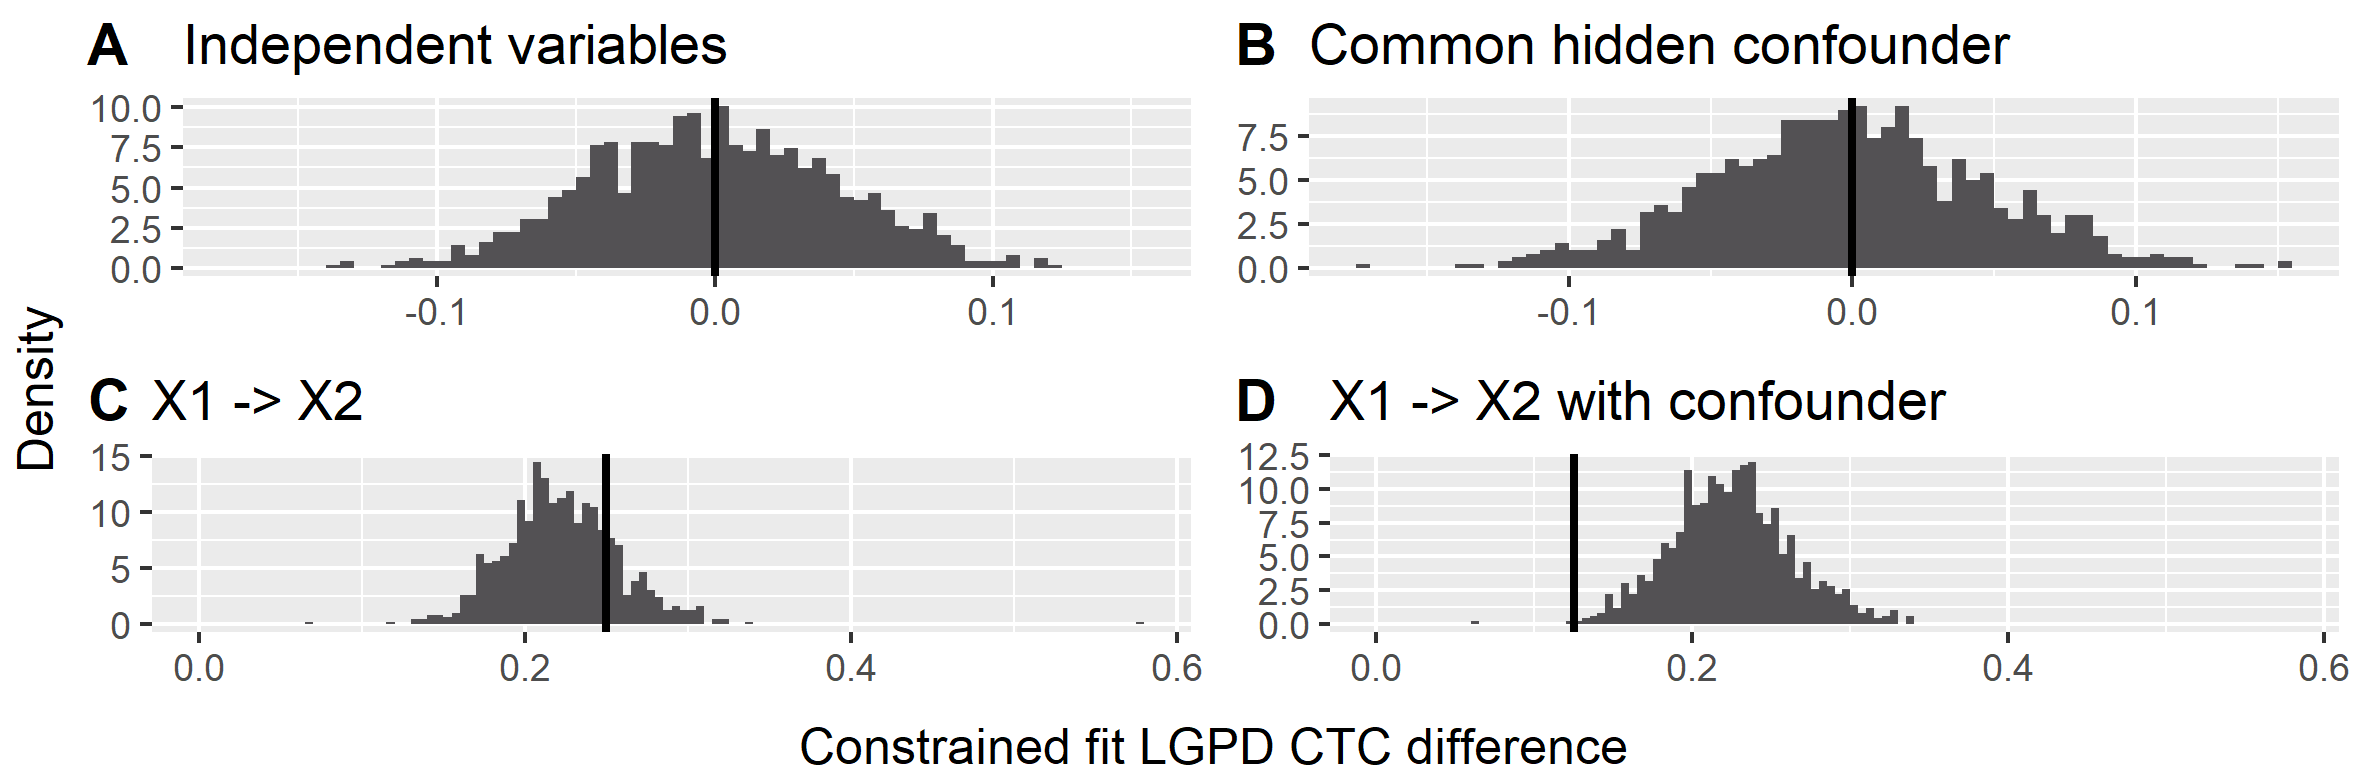 A Independent variables
10.0
7.5
5.0
2.5
0.0
-0.1 0.0 0.1
B Common hidden confounder
7.5
5.0
2.5
0.0
-0.1 0.0 0.1
Density
C X1 -> X2
15
10
5
0
0.0 0.2 0.4 0.6
D X1 -> X2 with confounder
12.5
10.0
7.5
5.0
2.5
0.0
0.0 0.2 0.4 0.6
Constrained fit LGPD CTC difference